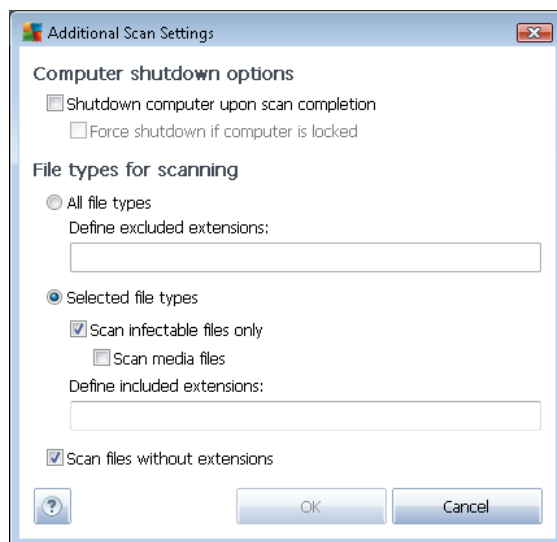 Additional Scan Settings
Computer shutdown options
Shutdown computer upon scan completion
Force shutdown if computer is locked
File types for scanning
All file types
Define excluded extensions:
Selected file types
Scan infectable files only
Scan media files
Define included extensions:
Scan files without extensions
?
OK
Cancel